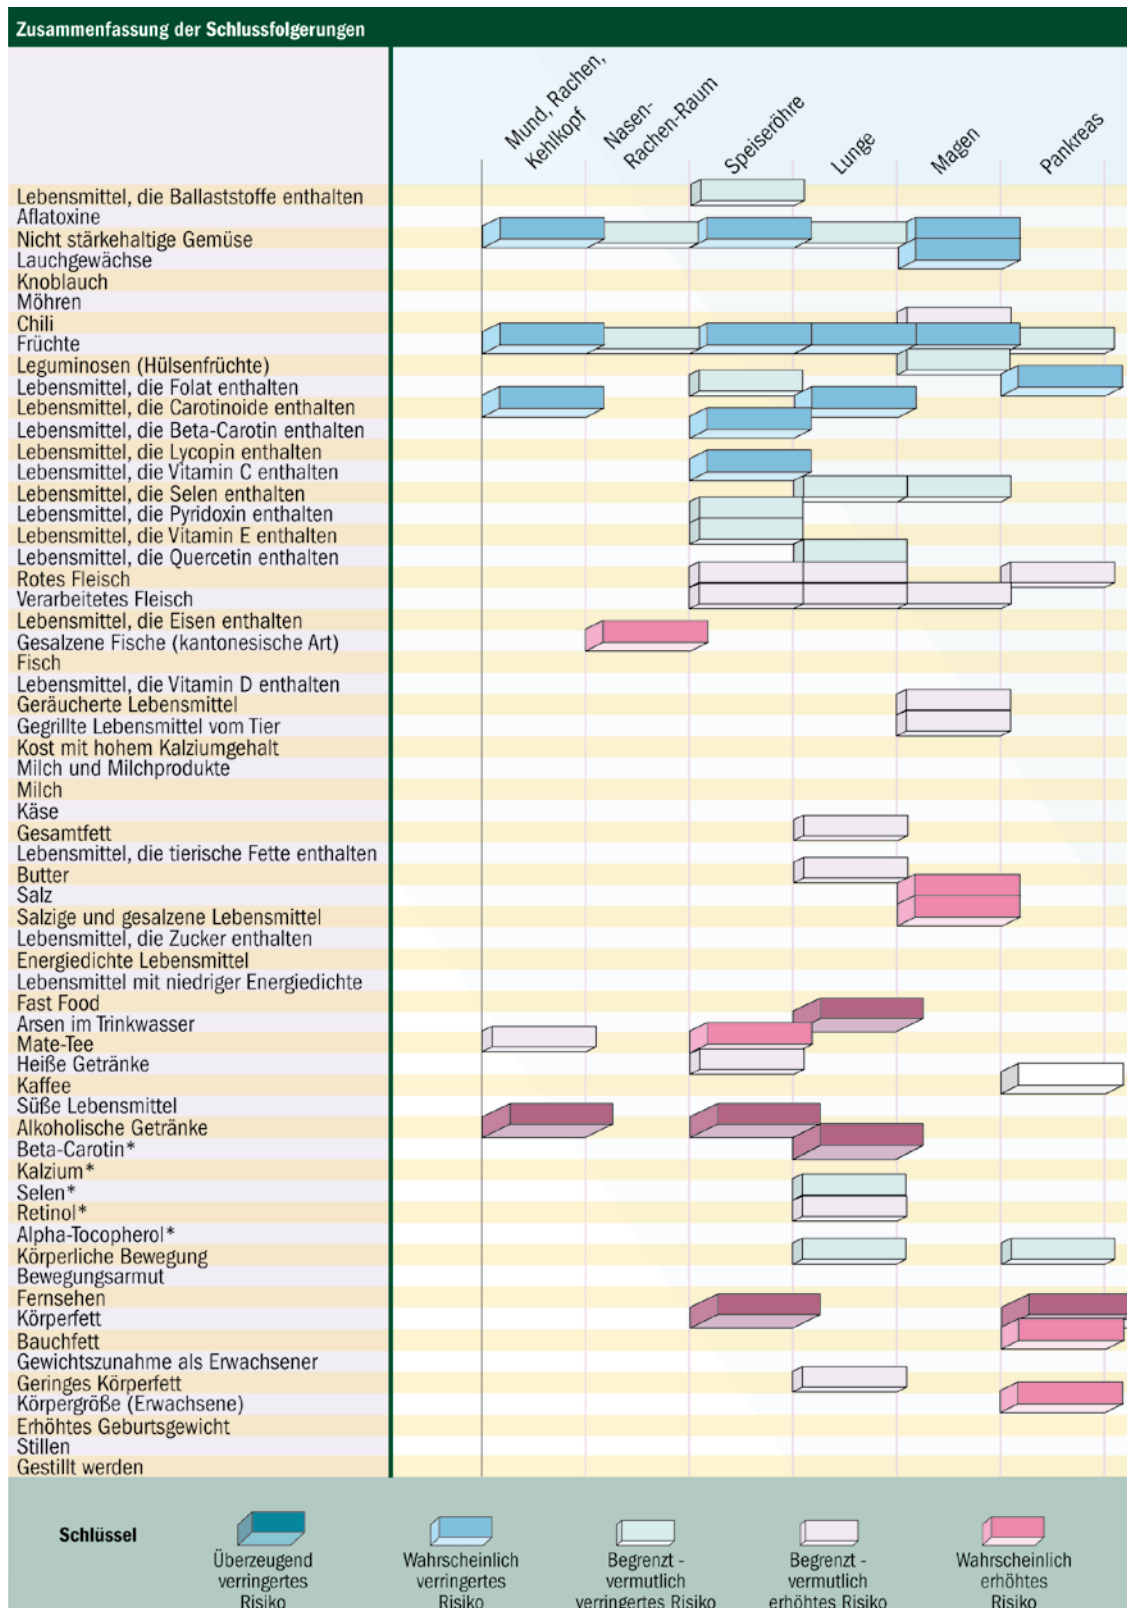 Zusammenfassung der Schlussfolgerungen
Mund, Rachen,
Kehlkopf
Nasen-
Rachen-Raum
Speiseröhre
Lunge
Magen
Pankreas
Lebensmittel, die Ballaststoffe enthalten
Aflatoxine
Nicht stärkehaltige Gemüse
Lauchgewächse
Knoblauch
Möhren
Chili
Früchte
Leguminosen (Hülsenfrüchte)
Lebensmittel, die Folat enthalten
Lebensmittel, die Carotinoide enthalten
Lebensmittel, die Beta-Carotin enthalten
Lebensmittel, die Lycopin enthalten
Lebensmittel, die Vitamin C enthalten
Lebensmittel, die Selen enthalten
Lebensmittel, die Pyridoxin enthalten
Lebensmittel, die Vitamin E enthalten
Lebensmittel, die Quercetin enthalten
Rotes Fleisch
Verarbeitetes Fleisch
Lebensmittel, die Eisen enthalten
Gesalzene Fische (kantonesische Art)
Fisch
Lebensmittel, die Vitamin D enthalten
Geräucherte Lebensmittel
Gegrillte Lebensmittel vom Tier
Kost mit hohem Kalziumgehalt
Milch und Milchprodukte
Milch
Käse
Gesamtfett
Lebensmittel, die tierische Fette enthalten
Butter
Salz
Salzige und gesalzene Lebensmittel
Lebensmittel, die Zucker enthalten
Energiedichte Lebensmittel
Lebensmittel mit niedriger Energiedichte
Fast Food
Arsen im Trinkwasser
Mate-Tee
Heiße Getränke
Kaffee
Süße Lebensmittel
Alkoholische Getränke
Beta-Carotin*
Kalzium*
Selen*
Retinol*
Alpha-Tocopherol*
Körperliche Bewegung
Bewegungsarmut
Fernsehen
Körperfett
Bauchfett
Gewichtszunahme als Erwachsener
Geringes Körperfett
Körpergröße (Erwachsene)
Erhöhtes Geburtsgewicht
Stillen
Gestillt werden
Schlüssel
Überzeugend
verringertes
Risiko
Wahrscheinlich
verringertes
Risiko
Begrenzt -
vermutlich
verringertes Risiko
Begrenzt -
vermutlich
erhöhtes Risiko
Wahrscheinlich
erhöhtes
Risiko